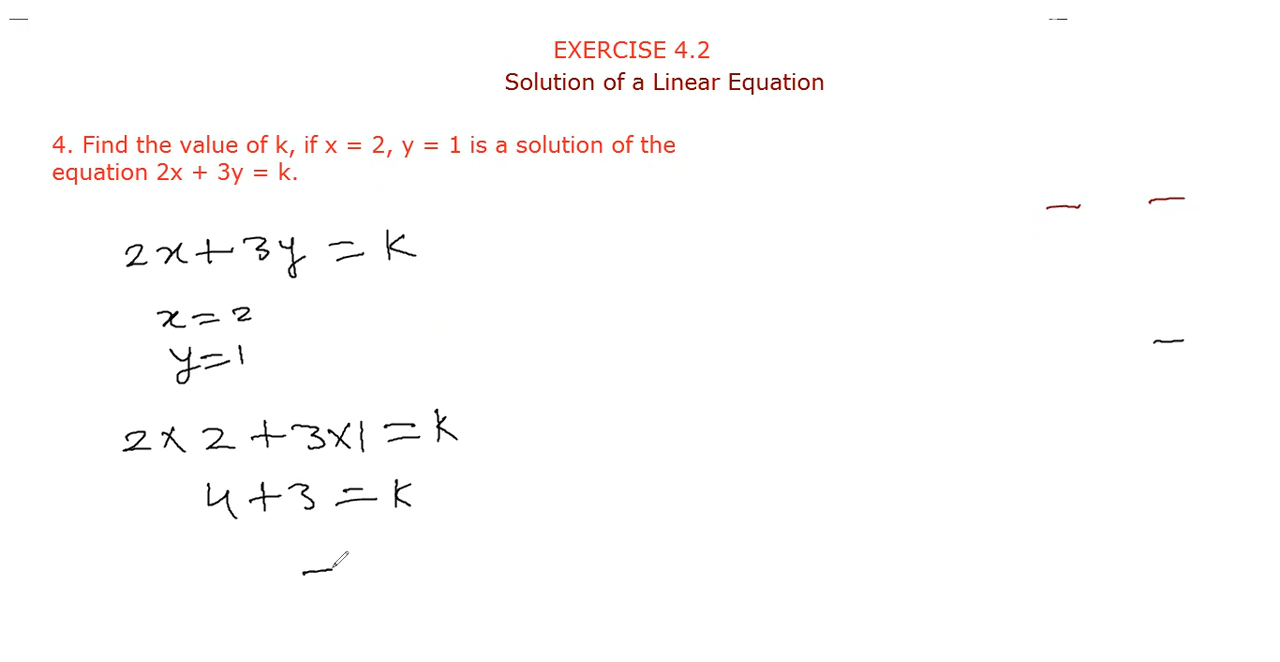 EXERCISE 4.2
Solution of a Linear Equation
4. Find the value of k, if x = 2, y = 1 is a solution of the
equation 2x + 3y = k.
2x + 3y = k
x = 2
y = 1
2 × 2 + 3×1 = k
4 + 3 = k